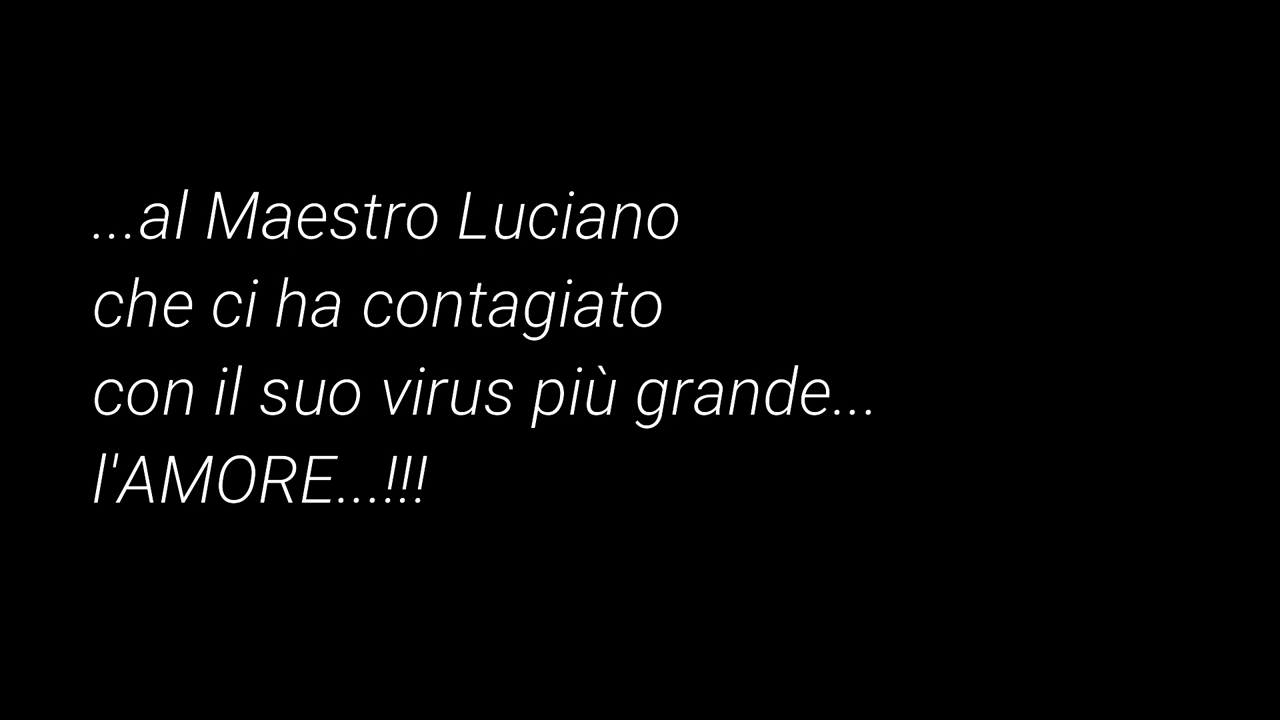 ...al Maestro Luciano
che ci ha contagiato
con il suo virus più grande...
l'AMORE...!!!